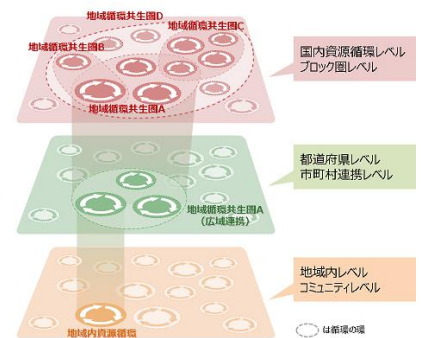 地域循環共生圏D
地域循環共生圏C
地域循環共生圏B
地域循環共生圏A
国内資源循環レベル
ブロック圏レベル
都道府県レベル
市町村連携レベル
地域循環共生圏A
（広域連携）
地域内レベル
コミュニティレベル
は循環の環
地域内資源循環